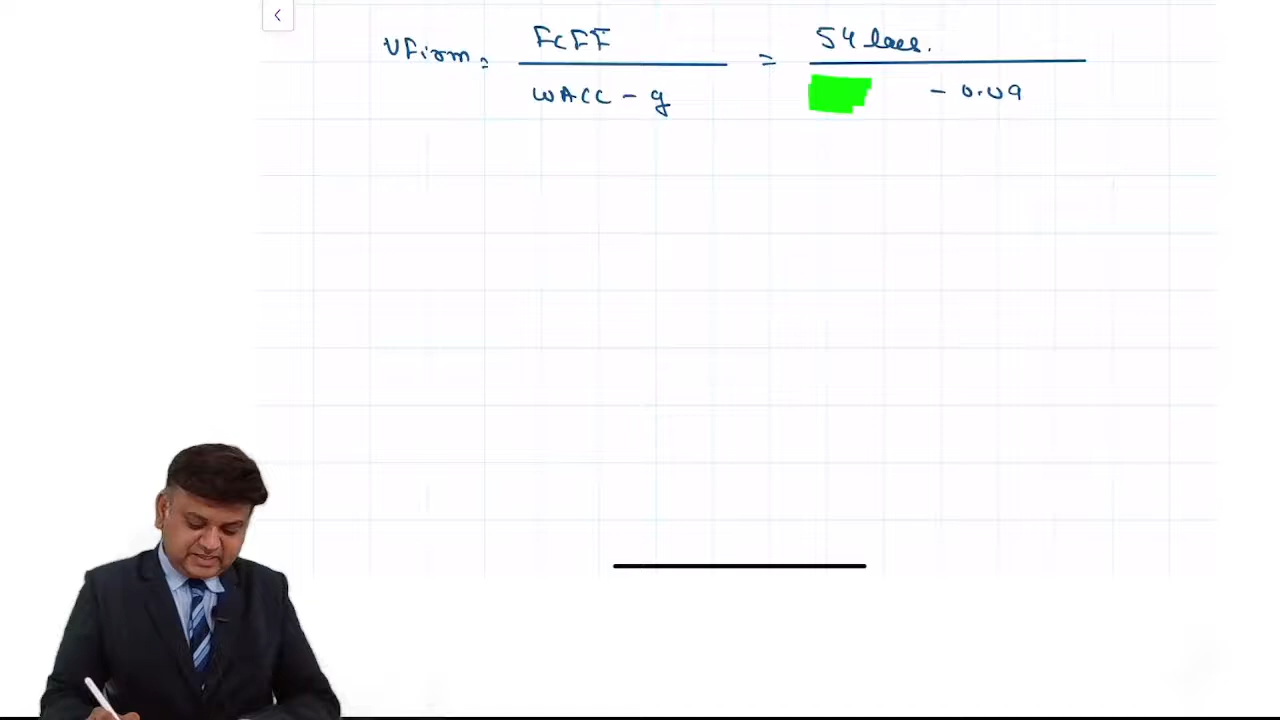 VFirm = FCFF / WACC - g = 54 lacs. / - 0.09